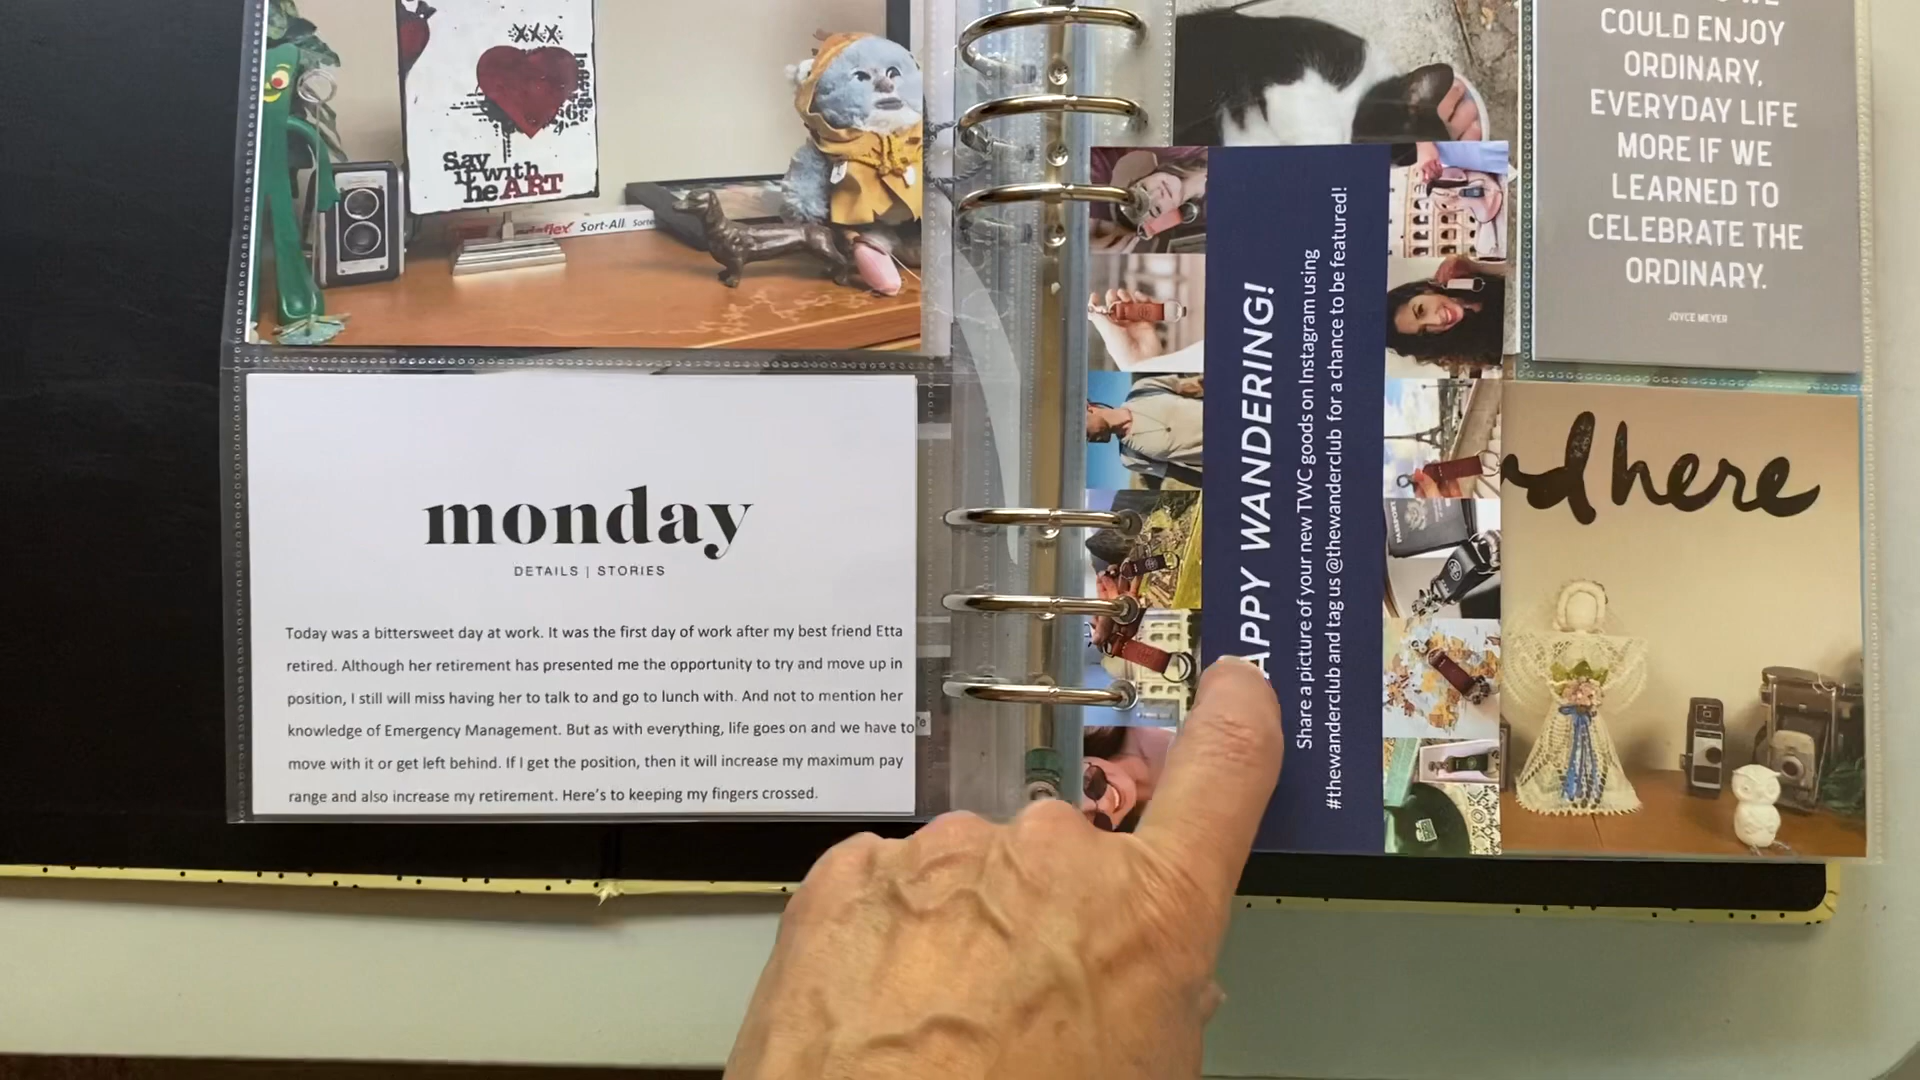 XXX
Say
it with
heART
Sort-All
monday
DETAILS | STORIES
Today was a bittersweet day at work. It was the first day of work after my best friend Etta
retired. Although her retirement has presented me the opportunity to try and move up in
position, I still will miss having her to talk to and go to lunch with. And not to mention her
knowledge of Emergency Management. But as with everything, life goes on and we have to
move with it or get left behind. If I get the position, then it will increase my maximum pay
range and also increase my retirement. Here's to keeping my fingers crossed.
APPY WANDERING!
Share a picture of your new TWC goods on Instagram using
#thewanderclub and tag us @thewanderclub for a chance to be featured!
PASSPORT
COULD ENJOY
ORDINARY,
EVERYDAY LIFE
MORE IF WE
LEARNED TO
CELEBRATE THE
ORDINARY.
JOYCE MEYER
here